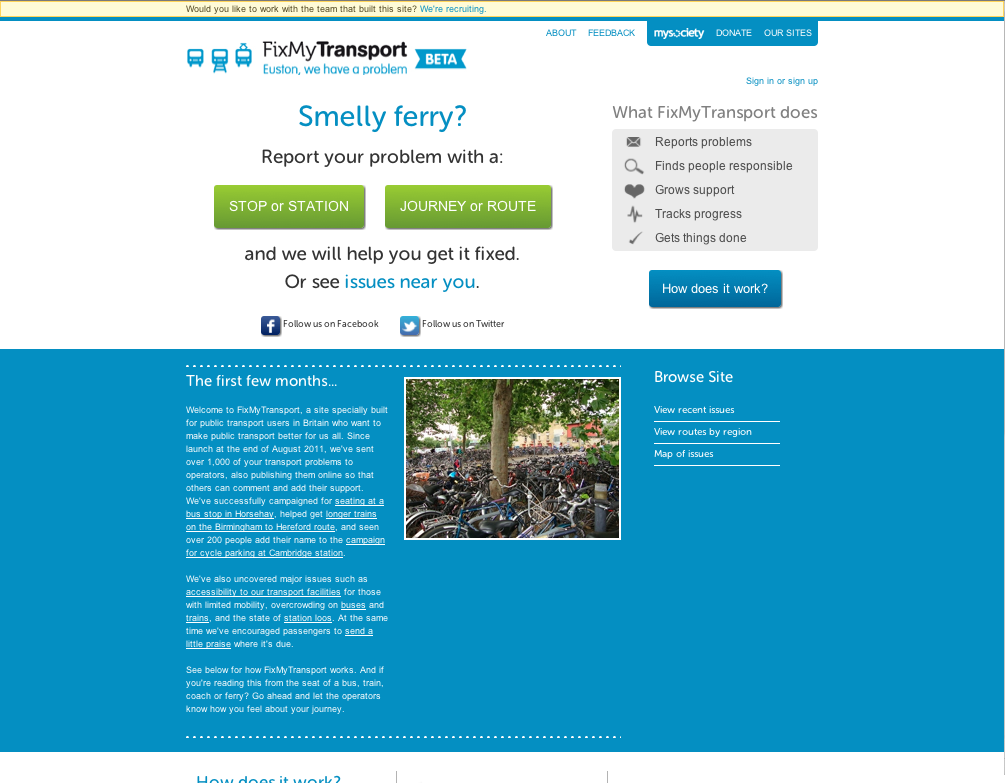 Would you like to work with the team that built this site? We're recruiting.
ABOUT FEEDBACK mysociety DONATE OUR SITES
FixMyTransport BETA
Euston, we have a problem
Sign in or sign up
Smelly ferry?
Report your problem with a:
STOP or STATION JOURNEY or ROUTE
and we will help you get it fixed.
Or see issues near you.
Follow us on Facebook Follow us on Twitter
What FixMyTransport does
Reports problems
Finds people responsible
Grows support
Tracks progress
Gets things done
How does it work?
The first few months...
Welcome to FixMyTransport, a site specially built
for public transport users in Britain who want to
make public transport better for us all. Since
launch at the end of August 2011, we've sent
over 1,000 of your transport problems to
operators, also publishing them online so that
others can comment and add their support.
We've successfully campaigned for seating at a
bus stop in Horsehay, helped get longer trains
on the Birmingham to Hereford route, and seen
over 200 people add their name to the campaign
for cycle parking at Cambridge station.
We've also uncovered major issues such as
accessibility to our transport facilities for those
with limited mobility, overcrowding on buses and
trains, and the state of station loos. At the same
time we've encouraged passengers to send a
little praise where it's due.
See below for how FixMyTransport works. And if
you're reading this from the seat of a bus, train,
coach or ferry? Go ahead and let the operators
know how you feel about your journey.
Browse Site
View recent issues
View routes by region
Map of issues
How does it work?